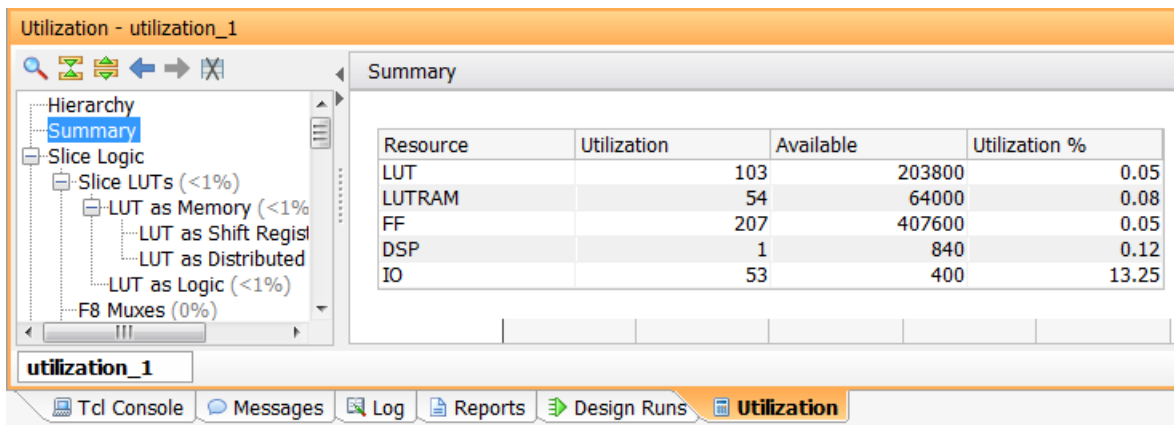 Utilization - utilization_1
Summary
Hierarchy
Summary
Slice Logic
Slice LUTs (<1%)
LUT as Memory (<1%
LUT as Shift Regist
LUT as Distributed
LUT as Logic (<1%)
F8 Muxes (0%)
Resource Utilization Available Utilization %
LUT 103 203800 0.05
LUTRAM 54 64000 0.08
FF 207 407600 0.05
DSP 1 840 0.12
IO 53 400 13.25
utilization_1
Tcl Console Messages Log Reports Design Runs Utilization